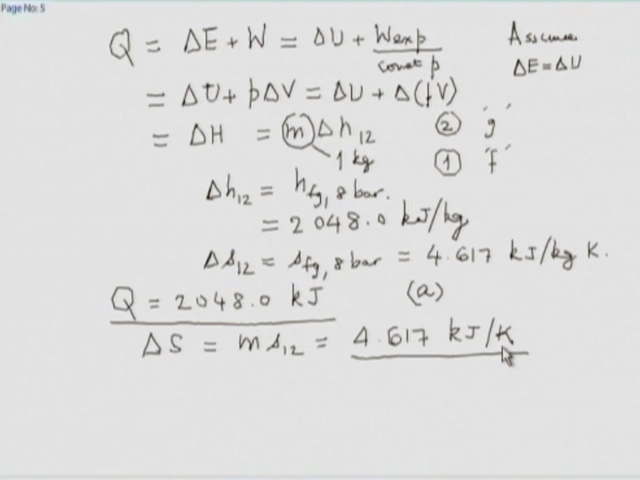 Page No: 5
Q = ΔE + W = ΔU + Wexp / const p
Assume ΔE = ΔU
= ΔU + pΔV = ΔU + Δ(pV)
= ΔH = m Δh12
② 'g'
1 kg
① 'f'
Δh12 = hfg, 8 bar.
= 2048.0 kJ/kg
Δs12 = sfg, 8 bar = 4.617 kJ/kg K.
Q = 2048.0 kJ (a)
ΔS = m s12 = 4.617 kJ/K